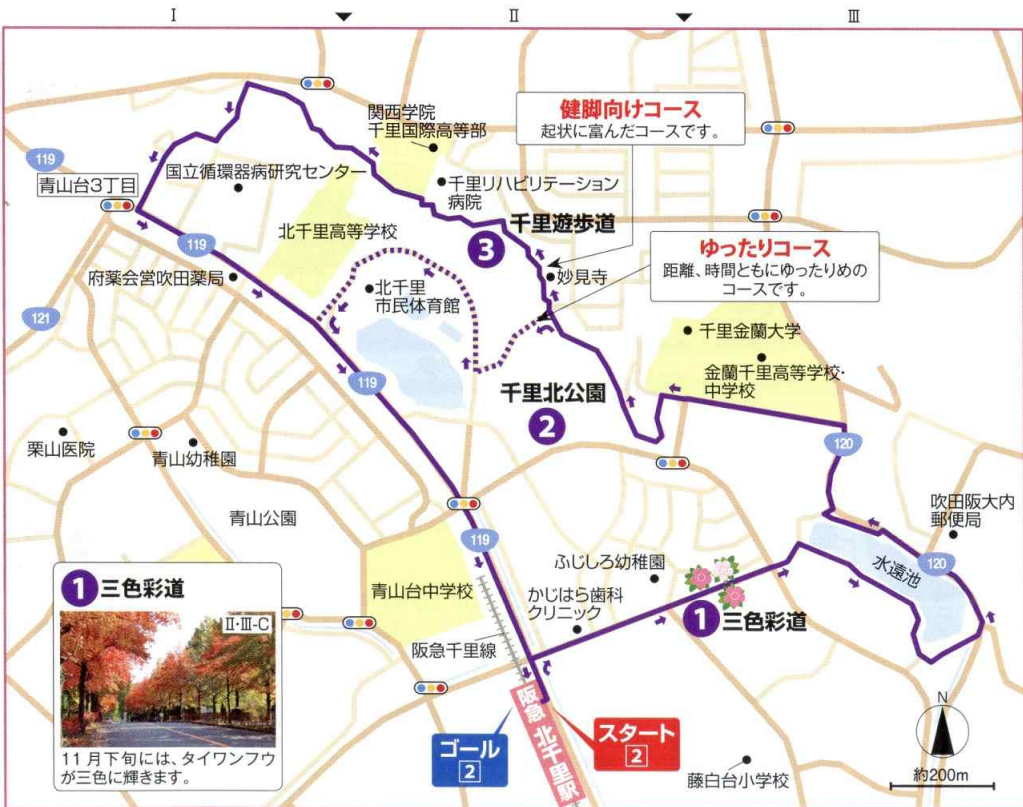 I
II
III
健脚向けコース
起伏に富んだコースです。
関西学院
千里国際高等部
119
青山台3丁目
国立循環器病研究センター
千里リハビリテーション
病院
千里遊歩道
3
北千里高等学校
119
ゆったりコース
距離、時間ともにゆったりめの
コースです。
妙見寺
府薬会営吹田薬局
北千里
市民体育館
121
千里金蘭大学
金蘭千里高等学校・
中学校
119
千里北公園
2
栗山医院
青山幼稚園
120
青山公園
吹田阪大内
郵便局
119
ふじしろ幼稚園
水遠池
120
青山台中学校
かじはら歯科
クリニック
1 三色彩道
阪急千里線
1 三色彩道
II・III-C
11月下旬には、タイワンフウ
が三色に輝きます。
阪急 北千里駅
ゴール
2
スタート
2
藤白台小学校
N
約200m